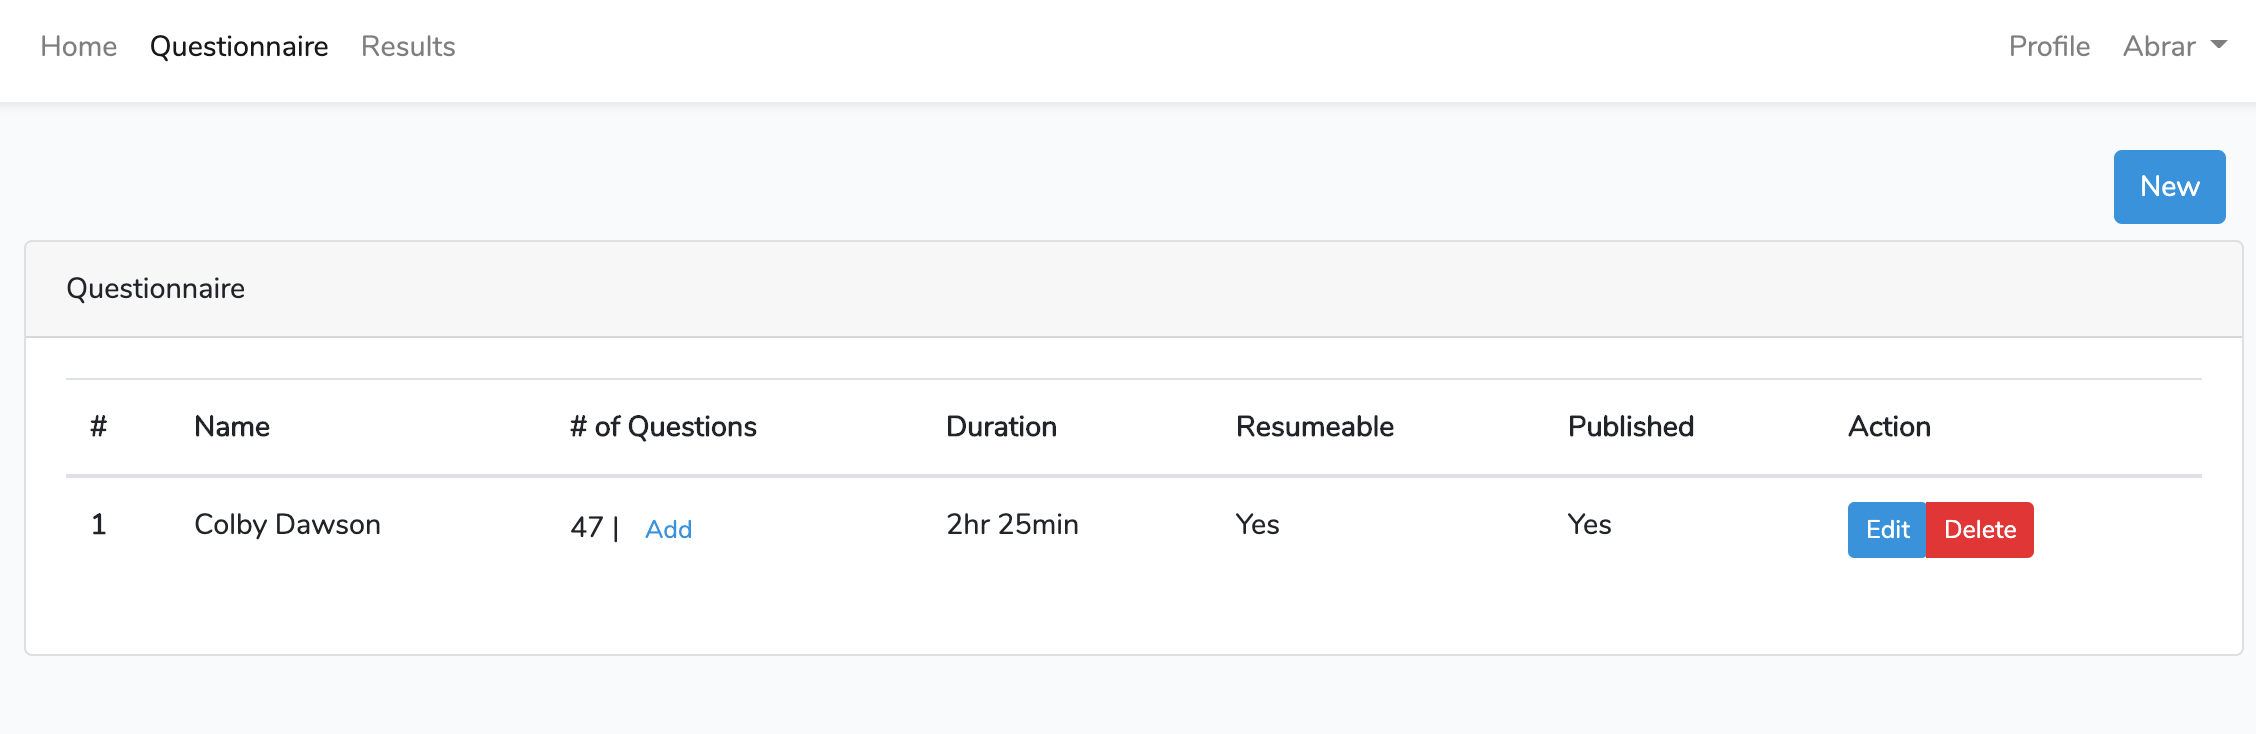 Home Questionnaire Results Profile Abrar
New
Questionnaire
# Name # of Questions Duration Resumeable Published Action
1 Colby Dawson 47 | Add 2hr 25min Yes Yes Edit Delete